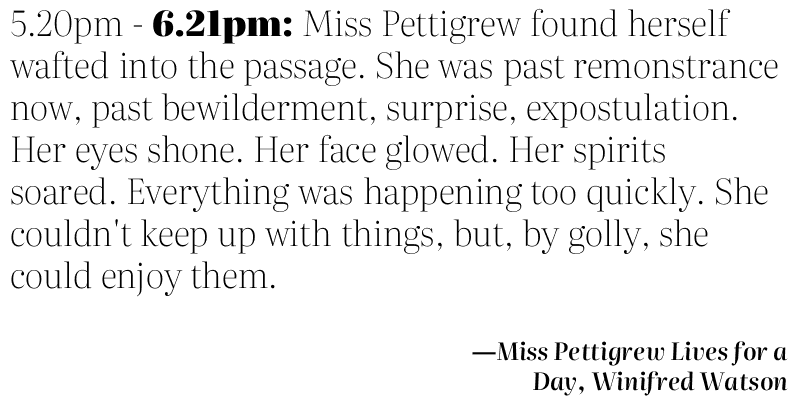 5.20pm - 6.21pm: Miss Pettigrew found herself
wafted into the passage. She was past remonstrance
now, past bewilderment, surprise, expostulation.
Her eyes shone. Her face glowed. Her spirits
soared. Everything was happening too quickly. She
couldn't keep up with things, but, by golly, she
could enjoy them.
—Miss Pettigrew Lives for a
Day, Winifred Watson